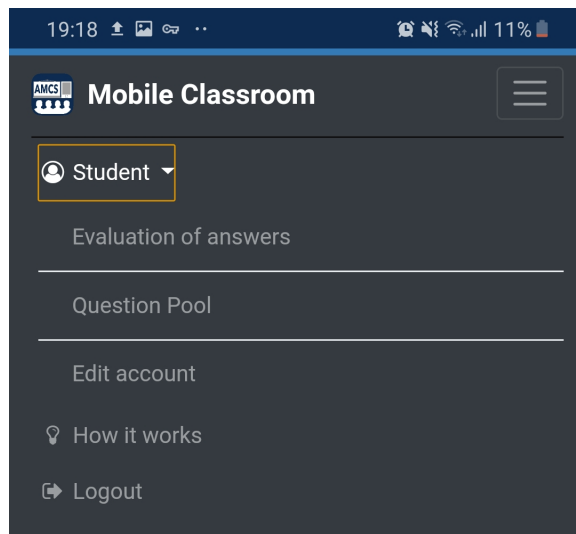 19:18 11%
AMCS Mobile Classroom
Student
Evaluation of answers
Question Pool
Edit account
How it works
Logout